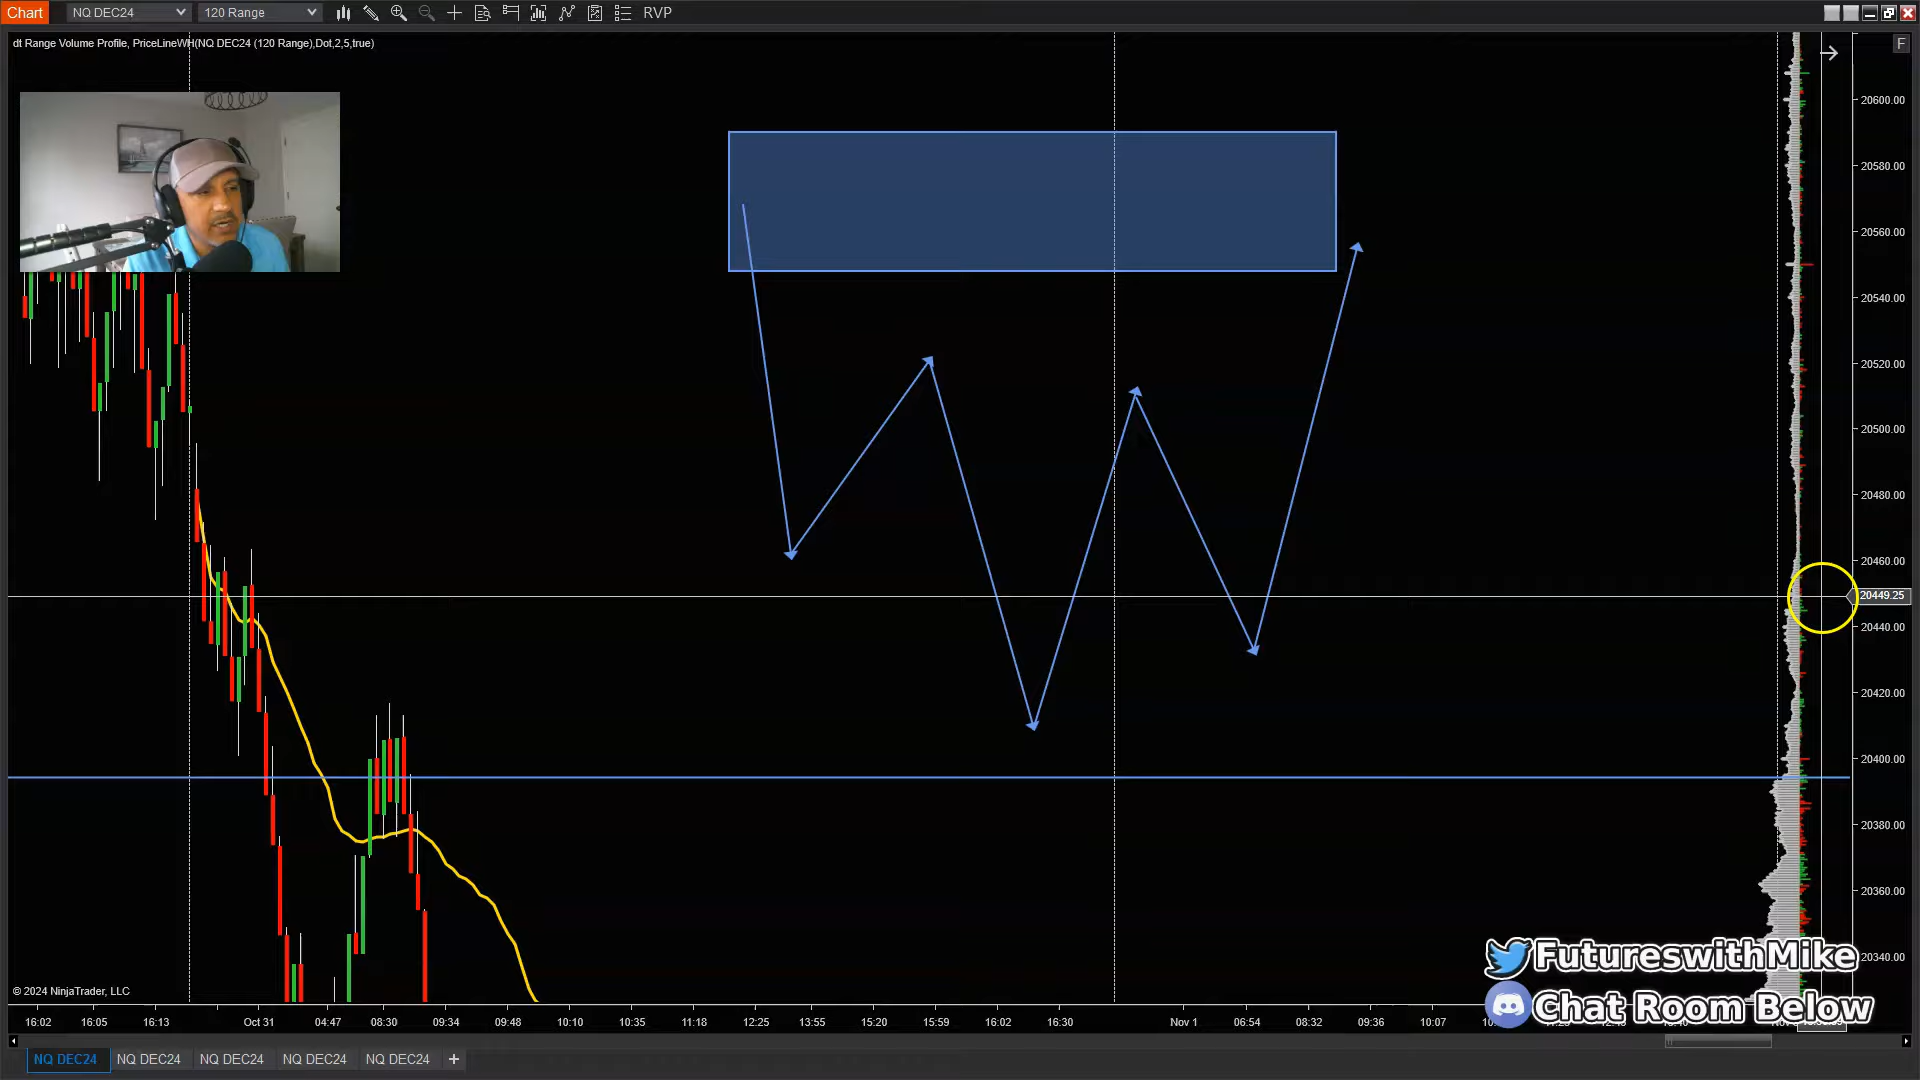 Chart NQ DEC24 120 Range RVP
dt Range Volume Profile, PriceLineWH(NQ DEC24 (120 Range),Dot,2,5,true)
F
20600.00
20580.00
20560.00
20540.00
20520.00
20500.00
20480.00
20460.00
20449.25
20440.00
20420.00
20400.00
20380.00
20360.00
20340.00
FutureswithMike
Chat Room Below
© 2024 NinjaTrader, LLC
16:02 16:05 16:13 Oct 31 04:47 08:30 09:34 09:48 10:10 10:35 11:18 12:25 13:55 15:20 15:59 16:02 16:30 Nov 1 06:54 08:32 09:36 10:07
NQ DEC24 NQ DEC24 NQ DEC24 NQ DEC24 NQ DEC24 +